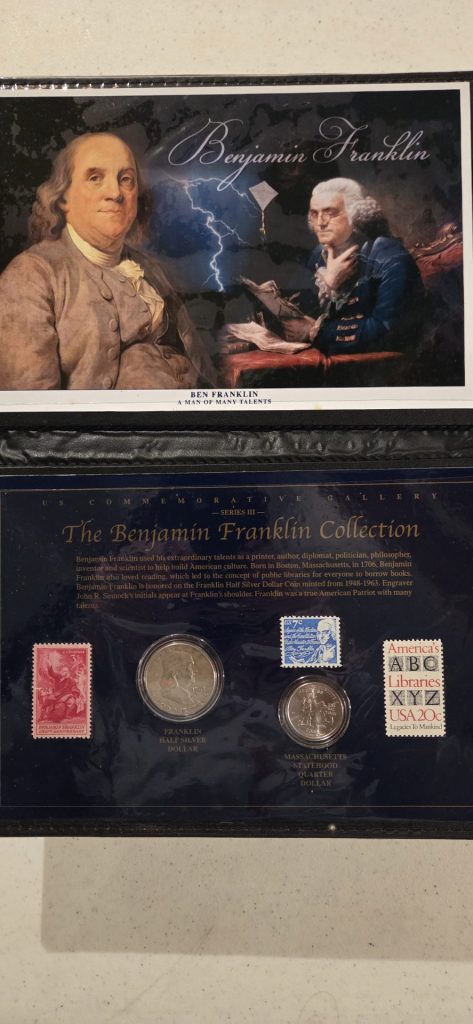 Benjamin Franklin
BEN FRANKLIN
A MAN OF MANY TALENTS
US COMMEMORATIVE GALLERY
— SERIES III —
The Benjamin Franklin Collection
Benjamin Franklin used his extraordinary talents as a printer, author, diplomat, politician, philosopher,
inventor and scientist to help build American culture. Born in Boston, Massachusetts, in 1706, Benjamin
Franklin also loved reading, which led to the concept of public libraries for everyone to borrow books.
Benjamin Franklin is honored on the Franklin Half Silver Dollar Coin minted from 1948-1963. Engraver
John R. Sinnock's initials appear at Franklin's shoulder. Franklin was a true American Patriot with many
talents.
BENJAMIN FRANKLIN
FRANKLIN
HALF SILVER
DOLLAR
US 7c
MASSACHUSETTS
STATEHOOD
QUARTER
DOLLAR
America's
ABC
Libraries
XYZ
USA 20c
Legacies To Mankind